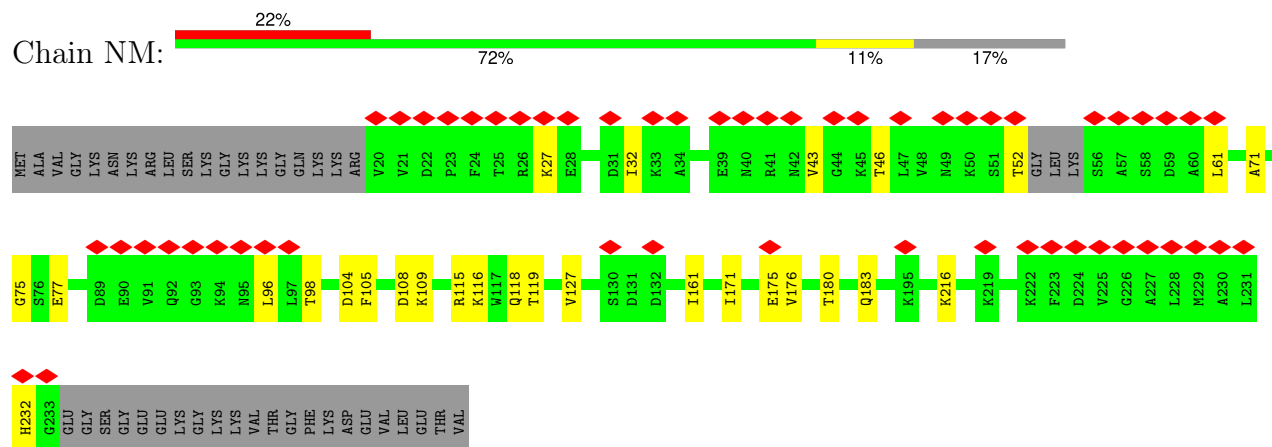 22%
Chain NM:
72% 11% 17%
MET ALA VAL GLY LYS ASN LYS ARG LEU SER LYS GLY LYS LYS GLY GLN LYS LYS ARG V20 V21 D22 P23 F24 T25 R26 K27 E28 D31 I32 K33 A34 E39 N40 R41 N42 V43 G44 K45 T46 L47 V48 N49 K50 S51 T52 GLY LEU LYS S56 A57 S58 D59 A60 L61 A71
G75 S76 E77 D89 E90 V91 Q92 G93 K94 N95 L96 L97 T98 D104 F105 D108 K109 R115 K116 W117 Q118 T119 V127 S130 D131 D132 I161 I171 E175 V176 T180 Q183 K195 K216 K219 K222 F223 D224 V225 G226 A227 L228 M229 A230 L231
H232 G233 GLU GLY SER GLY GLU GLU LYS GLY LYS LYS VAL THR GLY PHE LYS ASP GLU VAL LEU GLU THR VAL